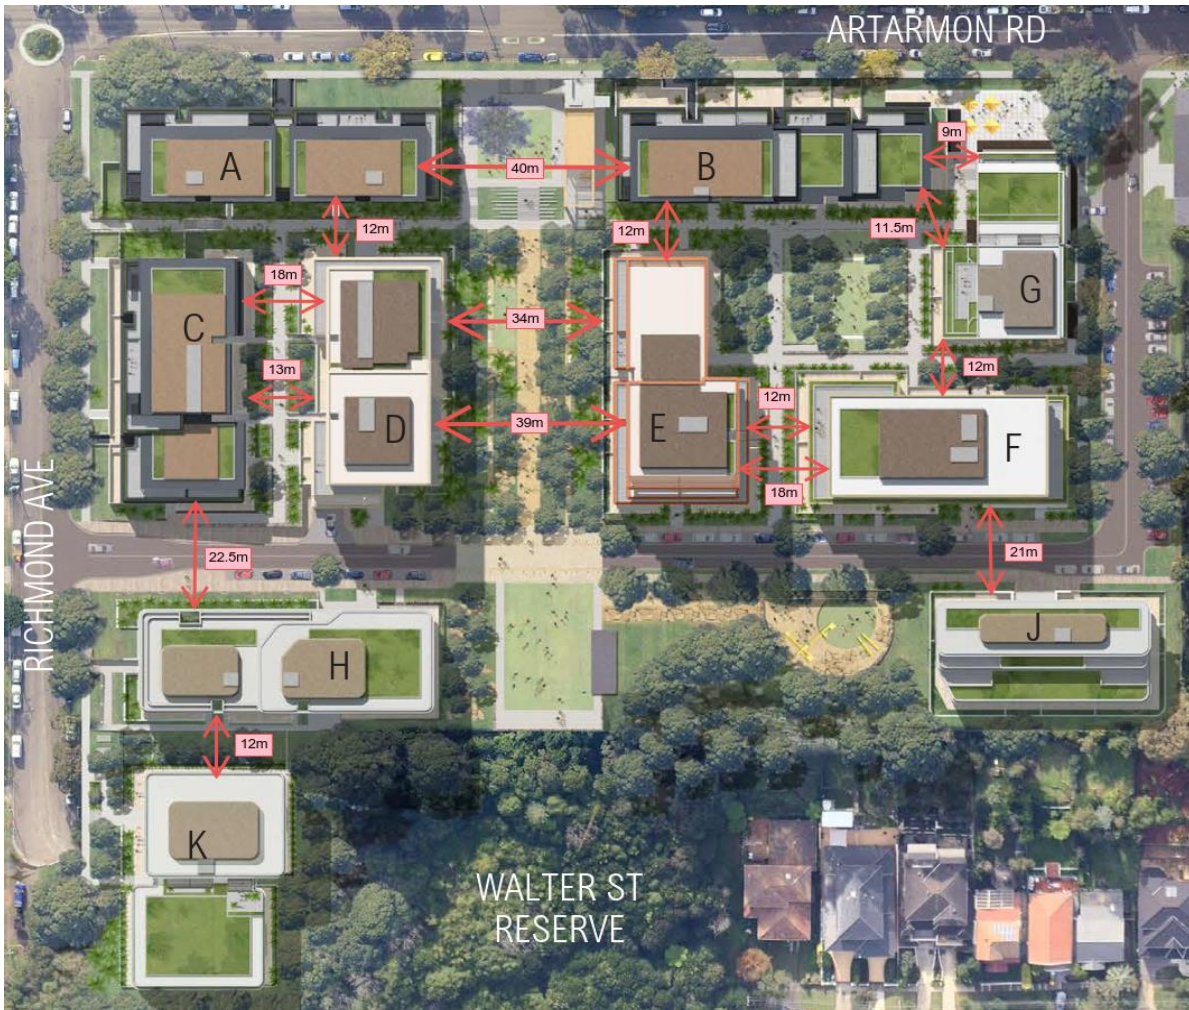 ARTARMON RD
9m
A
40m
B
11.5m
12m
12m
18m
C
34m
G
13m
12m
12m
39m
D
E
F
18m
22.5m
21m
RICHMOND AVE
J
H
12m
K
WALTER ST
RESERVE